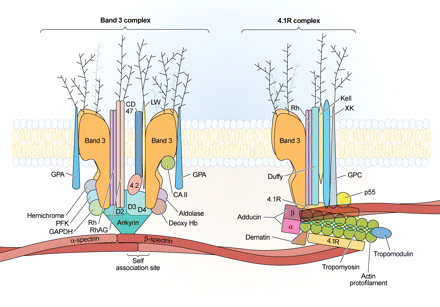 Band 3 complex
4.1R complex
CD
47
LW
Rh
Kell
XK
Band 3
Band 3
Band 3
GPA
GPA
Duffy
GPC
4.2
CA II
p55
4.1R
D2
D3
D4
Hemichrome
PFK
GAPDH
Rh
RhAG
Ankyrin
Aldolase
Deoxy Hb
Adducin
β
α
α-spectrin
β-spectrin
Dematin
4.1R
Self
association site
Tropomyosin
Tropomodulin
Actin
protofilament